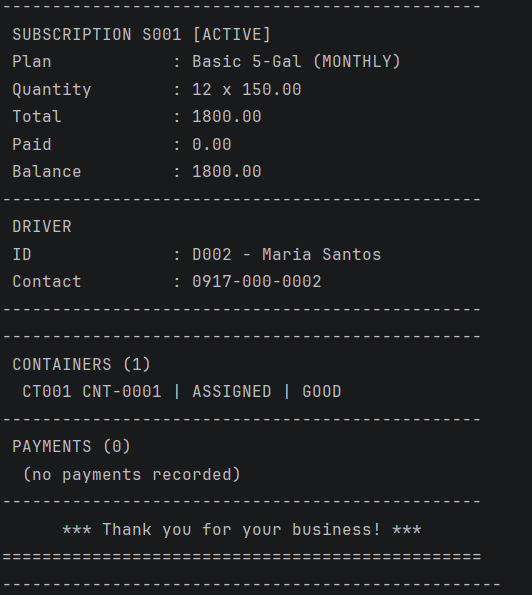 ------------------------------------------------
SUBSCRIPTION S001 [ACTIVE]
Plan            : Basic 5-Gal (MONTHLY)
Quantity        : 12 x 150.00
Total           : 1800.00
Paid            : 0.00
Balance         : 1800.00
------------------------------------------------
DRIVER
ID              : D002 - Maria Santos
Contact         : 0917-000-0002
------------------------------------------------
------------------------------------------------
CONTAINERS (1)
CT001 CNT-0001 | ASSIGNED | GOOD
------------------------------------------------
PAYMENTS (0)
(no payments recorded)
------------------------------------------------
*** Thank you for your business! ***
================================================
--------------------------------------------------